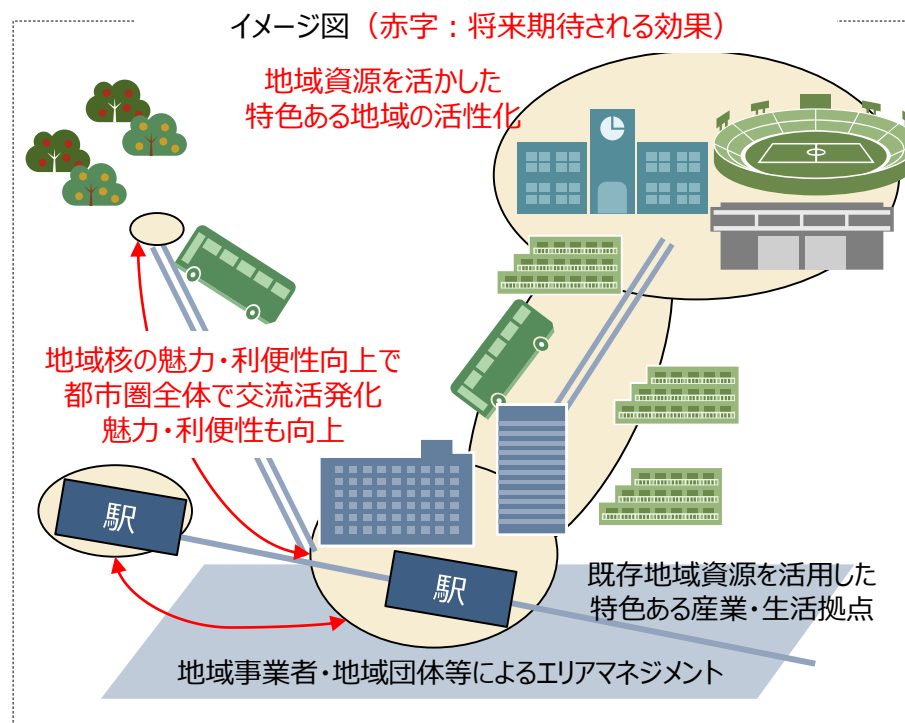 イメージ図（赤字：将来期待される効果）
地域資源を活かした
特色ある地域の活性化
地域核の魅力・利便性向上で
都市圏全体で交流活発化
魅力・利便性も向上
駅
駅
既存地域資源を活用した
特色ある産業・生活拠点
地域事業者・地域団体等によるエリアマネジメント